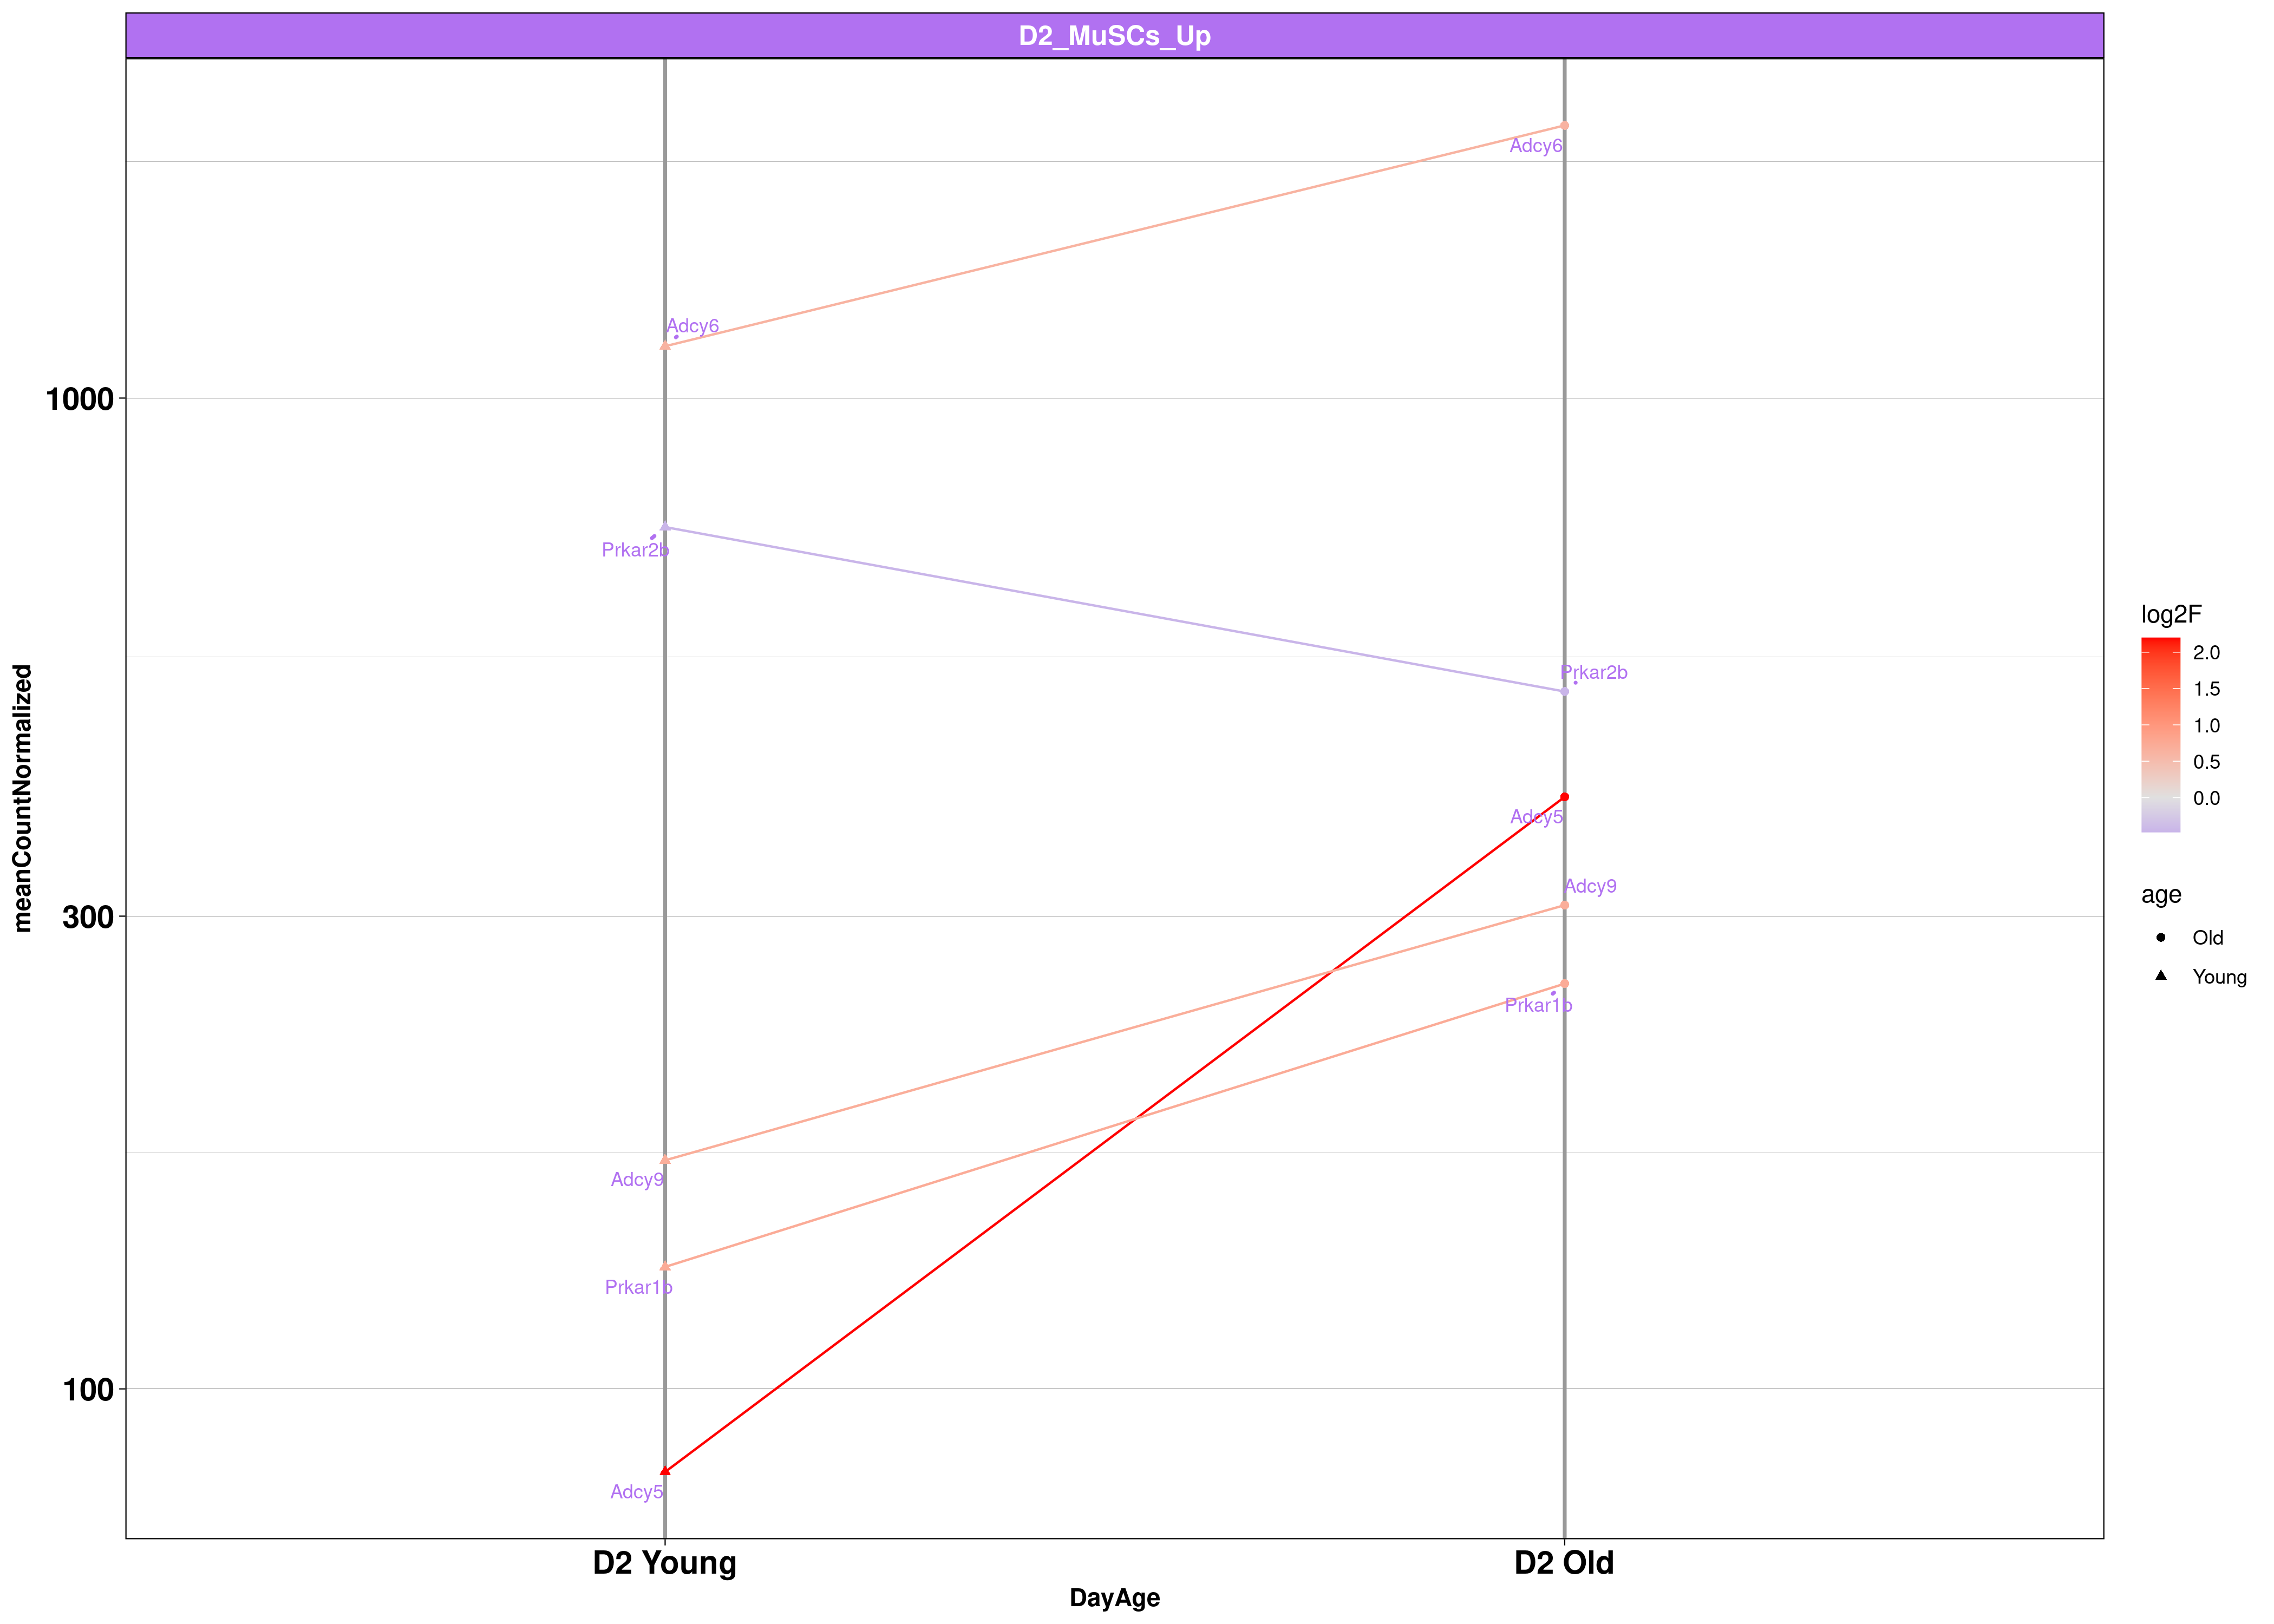 D2_MuSCs_Up
meanCountNormalized
1000
300
100
Adcy6
Adcy6
Prkar2b
Prkar2b
Adcy5
Adcy9
Prkar1b
Adcy9
Prkar1b
Adcy5
D2 Young
D2 Old
DayAge
log2F
2.0
1.5
1.0
0.5
0.0
age
Old
Young